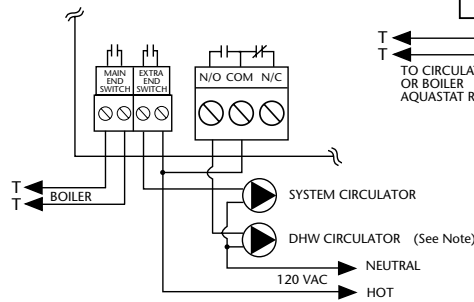 T
T
TO CIRCULA
OR BOILER
AQUASTAT R
MAIN
END
SWITCH
EXTRA
END
SWITCH
N/O COM N/C
T
T
BOILER
SYSTEM CIRCULATOR
DHW CIRCULATOR (See Note)
NEUTRAL
120 VAC
HOT